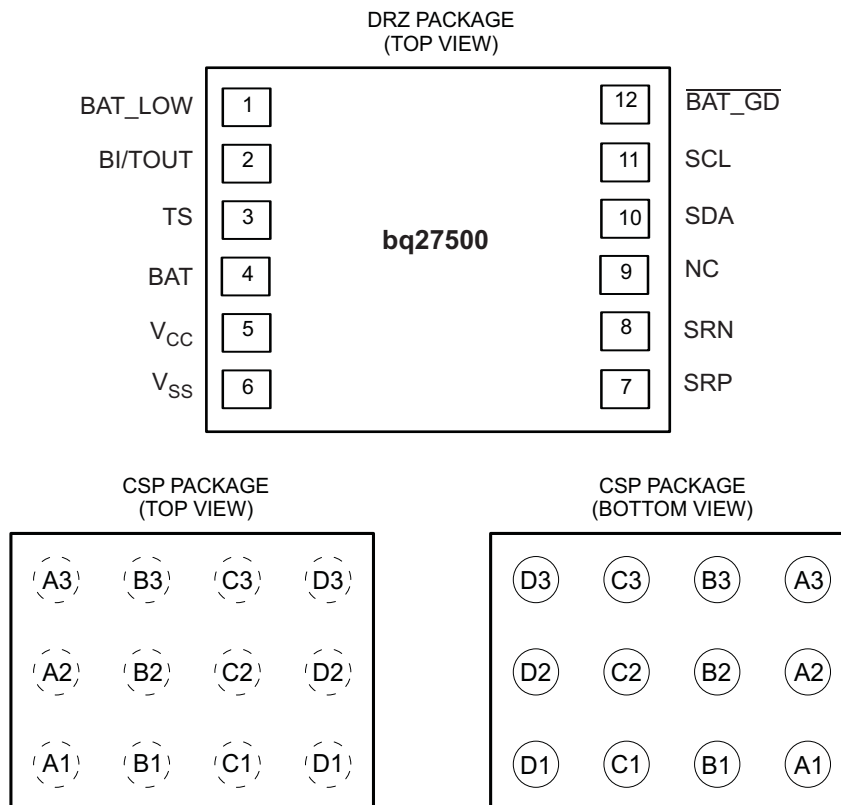 DRZ PACKAGE
(TOP VIEW)
BAT_LOW 1 12 BAT_GD
BI/TOUT 2 11 SCL
TS 3 10 SDA
bq27500
BAT 4 9 NC
VCC 5 8 SRN
VSS 6 7 SRP
CSP PACKAGE
(TOP VIEW)
A3 B3 C3 D3
A2 B2 C2 D2
A1 B1 C1 D1
CSP PACKAGE
(BOTTOM VIEW)
D3 C3 B3 A3
D2 C2 B2 A2
D1 C1 B1 A1